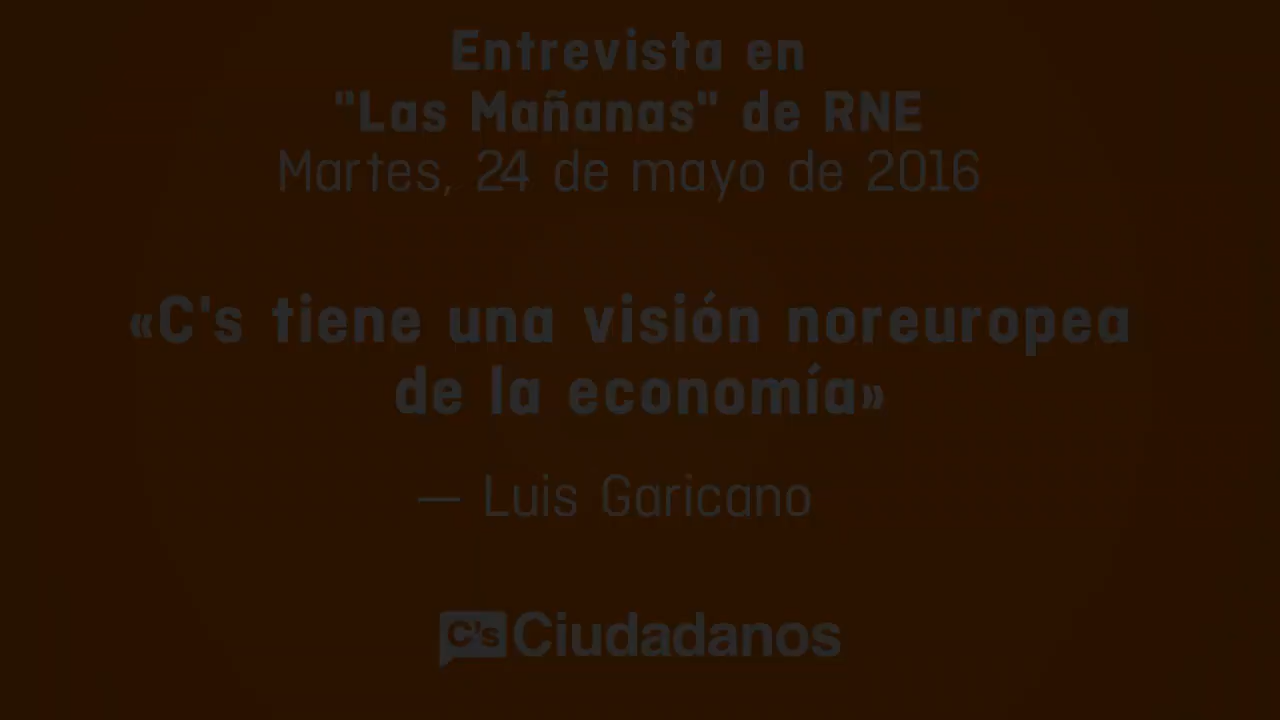 Entrevista en
"Las Mañanas" de RNE
Martes, 24 de mayo de 2016
«C's tiene una visión noreuropea
de la economía»
— Luis Garicano
C's Ciudadanos